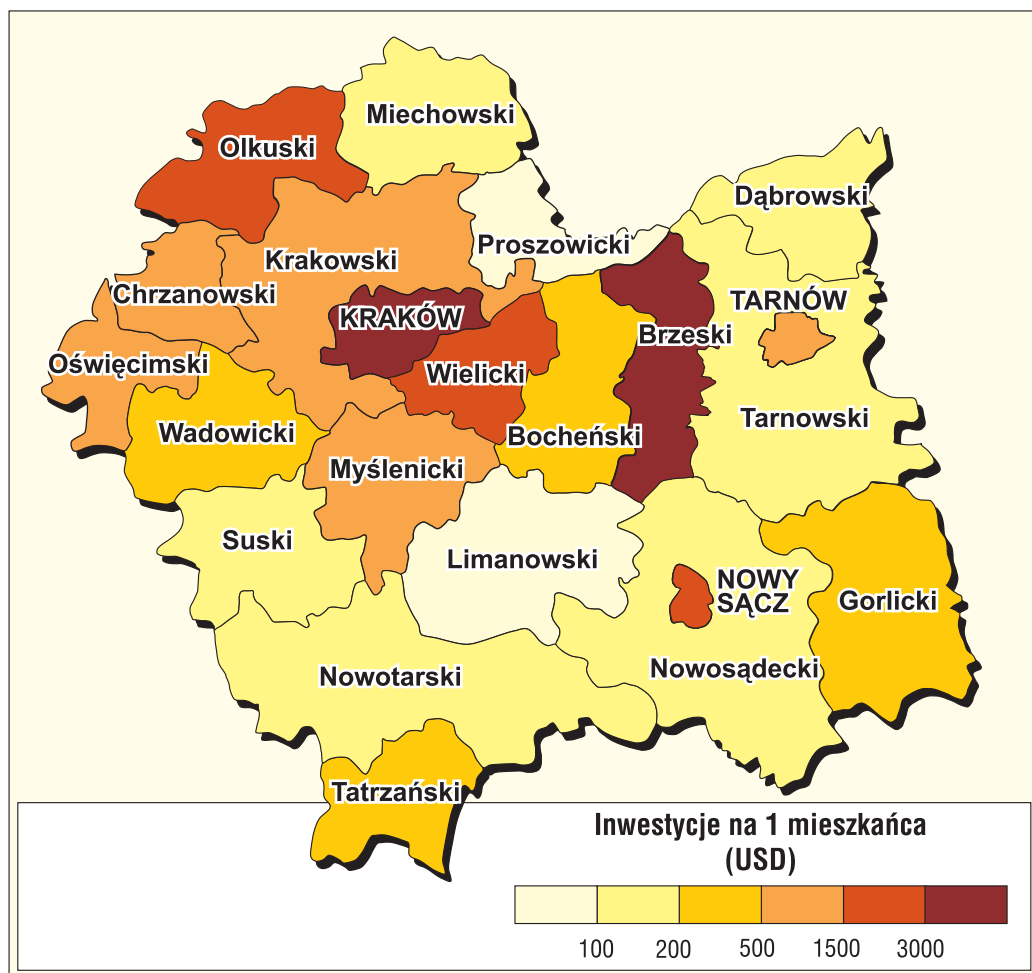 Miechowski
Olkuski
Dąbrowski
Proszowicki
Krakowski
Chrzanowski
TARNÓW
KRAKÓW
Brzeski
Oświęcimski
Wielicki
Tarnowski
Wadowicki
Bocheński
Myślenicki
Suski
Limanowski
NOWY
SĄCZ
Gorlicki
Nowotarski
Nowosądecki
Tatrzański
Inwestycje na 1 mieszkańca
(USD)
100 200 500 1500 3000